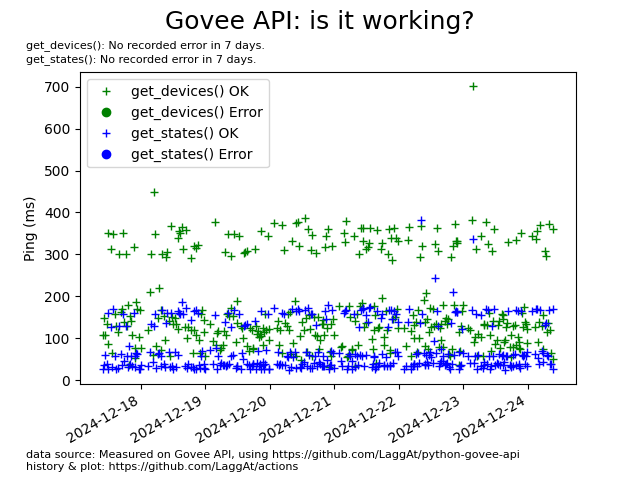 Govee API: is it working?
get_devices(): No recorded error in 7 days.
get_states(): No recorded error in 7 days.
get_devices() OK
get_devices() Error
get_states() OK
get_states() Error
Ping (ms)
700
600
500
400
300
200
100
0
2024-12-18
2024-12-19
2024-12-20
2024-12-21
2024-12-22
2024-12-23
2024-12-24
data source: Measured on Govee API, using https://github.com/LaggAt/python-govee-api
history & plot: https://github.com/LaggAt/actions